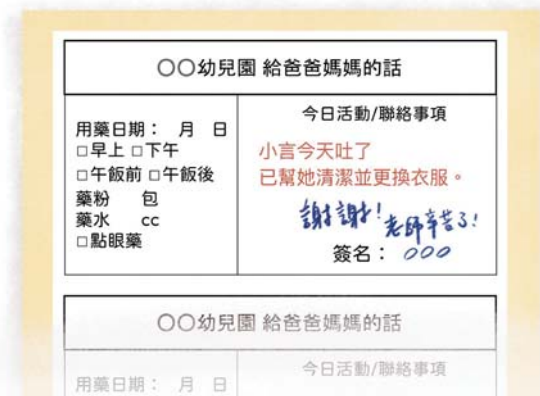 ○○幼兒園 給爸爸媽媽的話
用藥日期： 月 日
□早上 □下午
□午飯前 □午飯後
藥粉 包
藥水 cc
□點眼藥
今日活動/聯絡事項
小言今天吐了
已幫她清潔並更換衣服。
謝謝！老師辛苦了！
簽名：○○○
○○幼兒園 給爸爸媽媽的話
用藥日期： 月 日
今日活動/聯絡事項